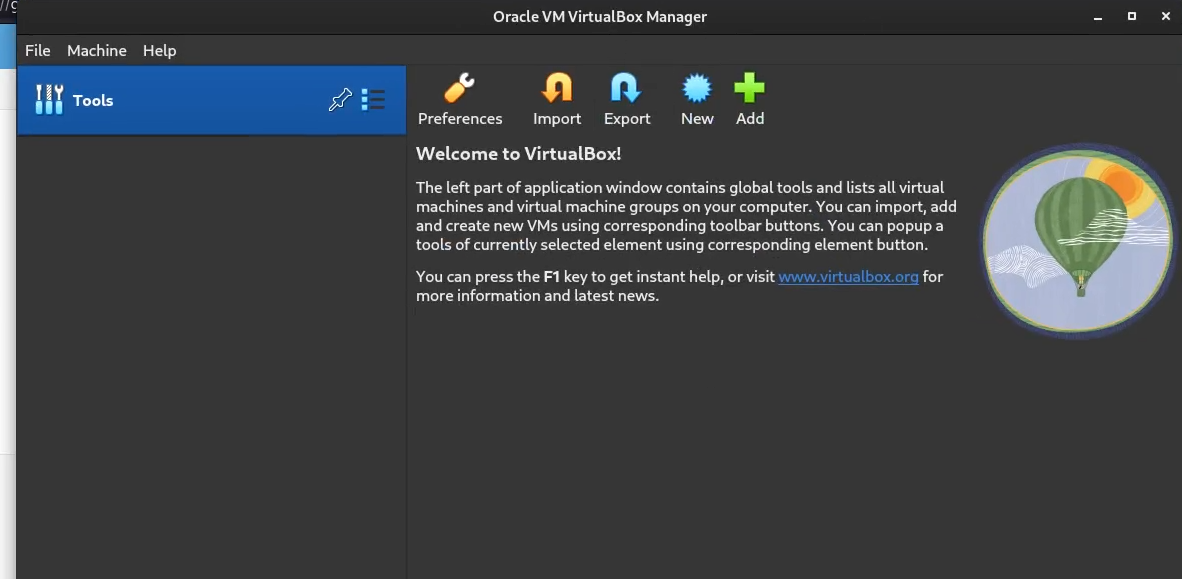 Oracle VM VirtualBox Manager
File Machine Help
Tools
Preferences Import Export New Add
Welcome to VirtualBox!
The left part of application window contains global tools and lists all virtual
machines and virtual machine groups on your computer. You can import, add
and create new VMs using corresponding toolbar buttons. You can popup a
tools of currently selected element using corresponding element button.
You can press the F1 key to get instant help, or visit www.virtualbox.org for
more information and latest news.